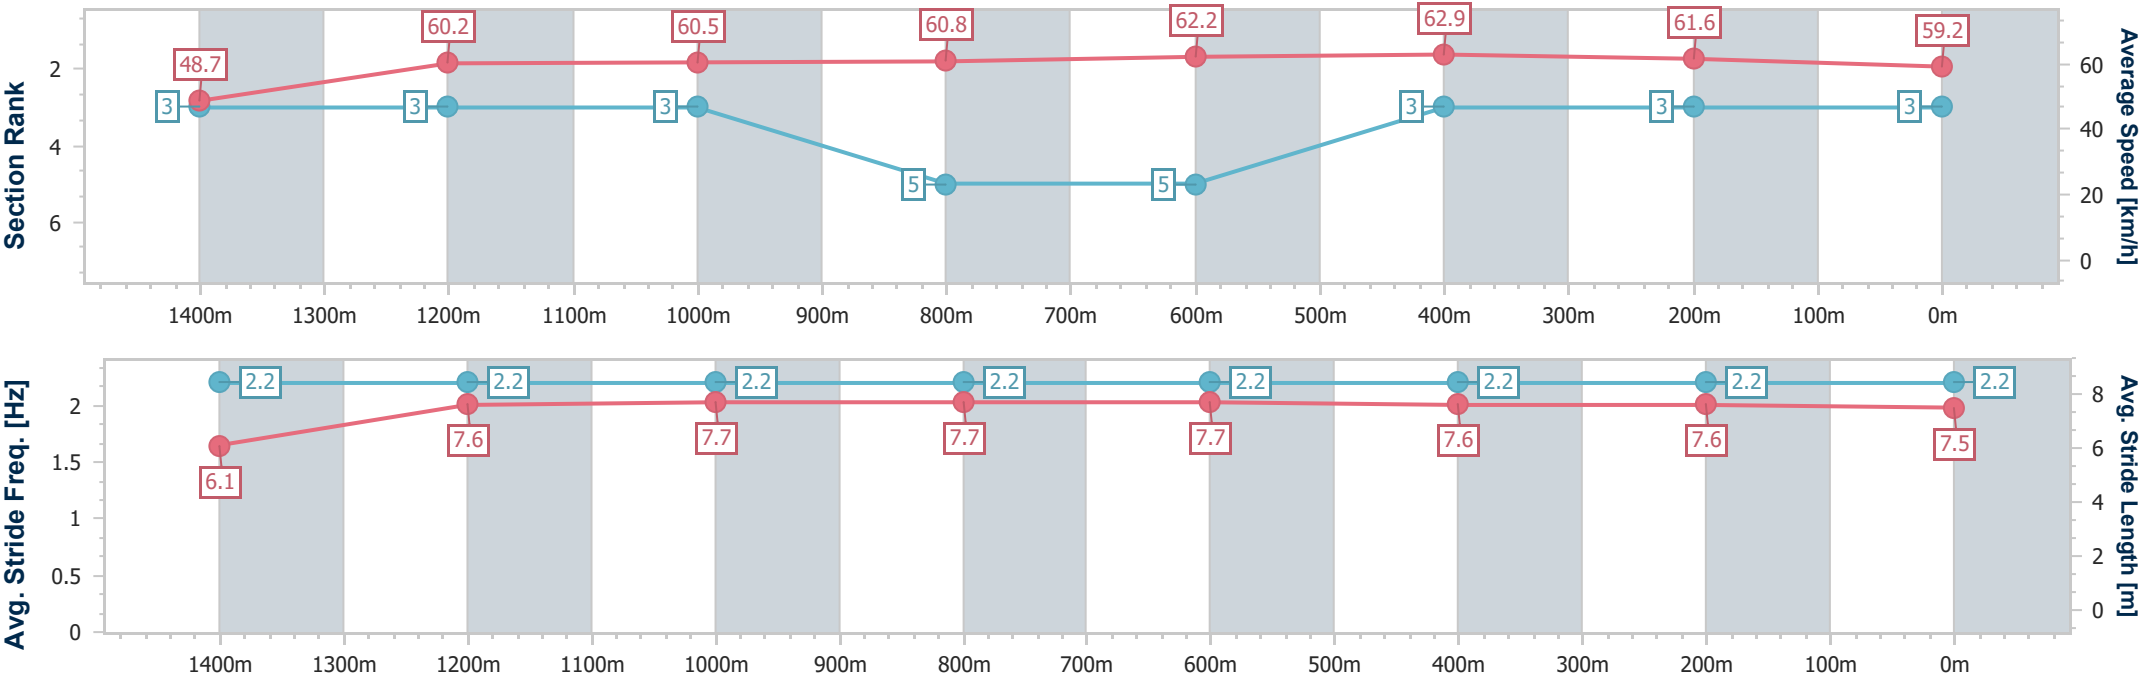 60.2 60.5 60.8 62.2 62.9 61.6 59.2
48.7
3 3 3 5 5 3 3 3
2
4
6
Section Rank
60
40
20
0
Average Speed [km/h]
1400m 1300m 1200m 1100m 1000m 900m 800m 700m 600m 500m 400m 300m 200m 100m 0m
2.2 2.2 2.2 2.2 2.2 2.2 2.2 2.2
6.1 7.6 7.7 7.7 7.7 7.6 7.6 7.5
2
1.5
1
0.5
0
Avg. Stride Freq. [Hz]
8
6
4
2
0
Avg. Stride Length [m]
1400m 1300m 1200m 1100m 1000m 900m 800m 700m 600m 500m 400m 300m 200m 100m 0m